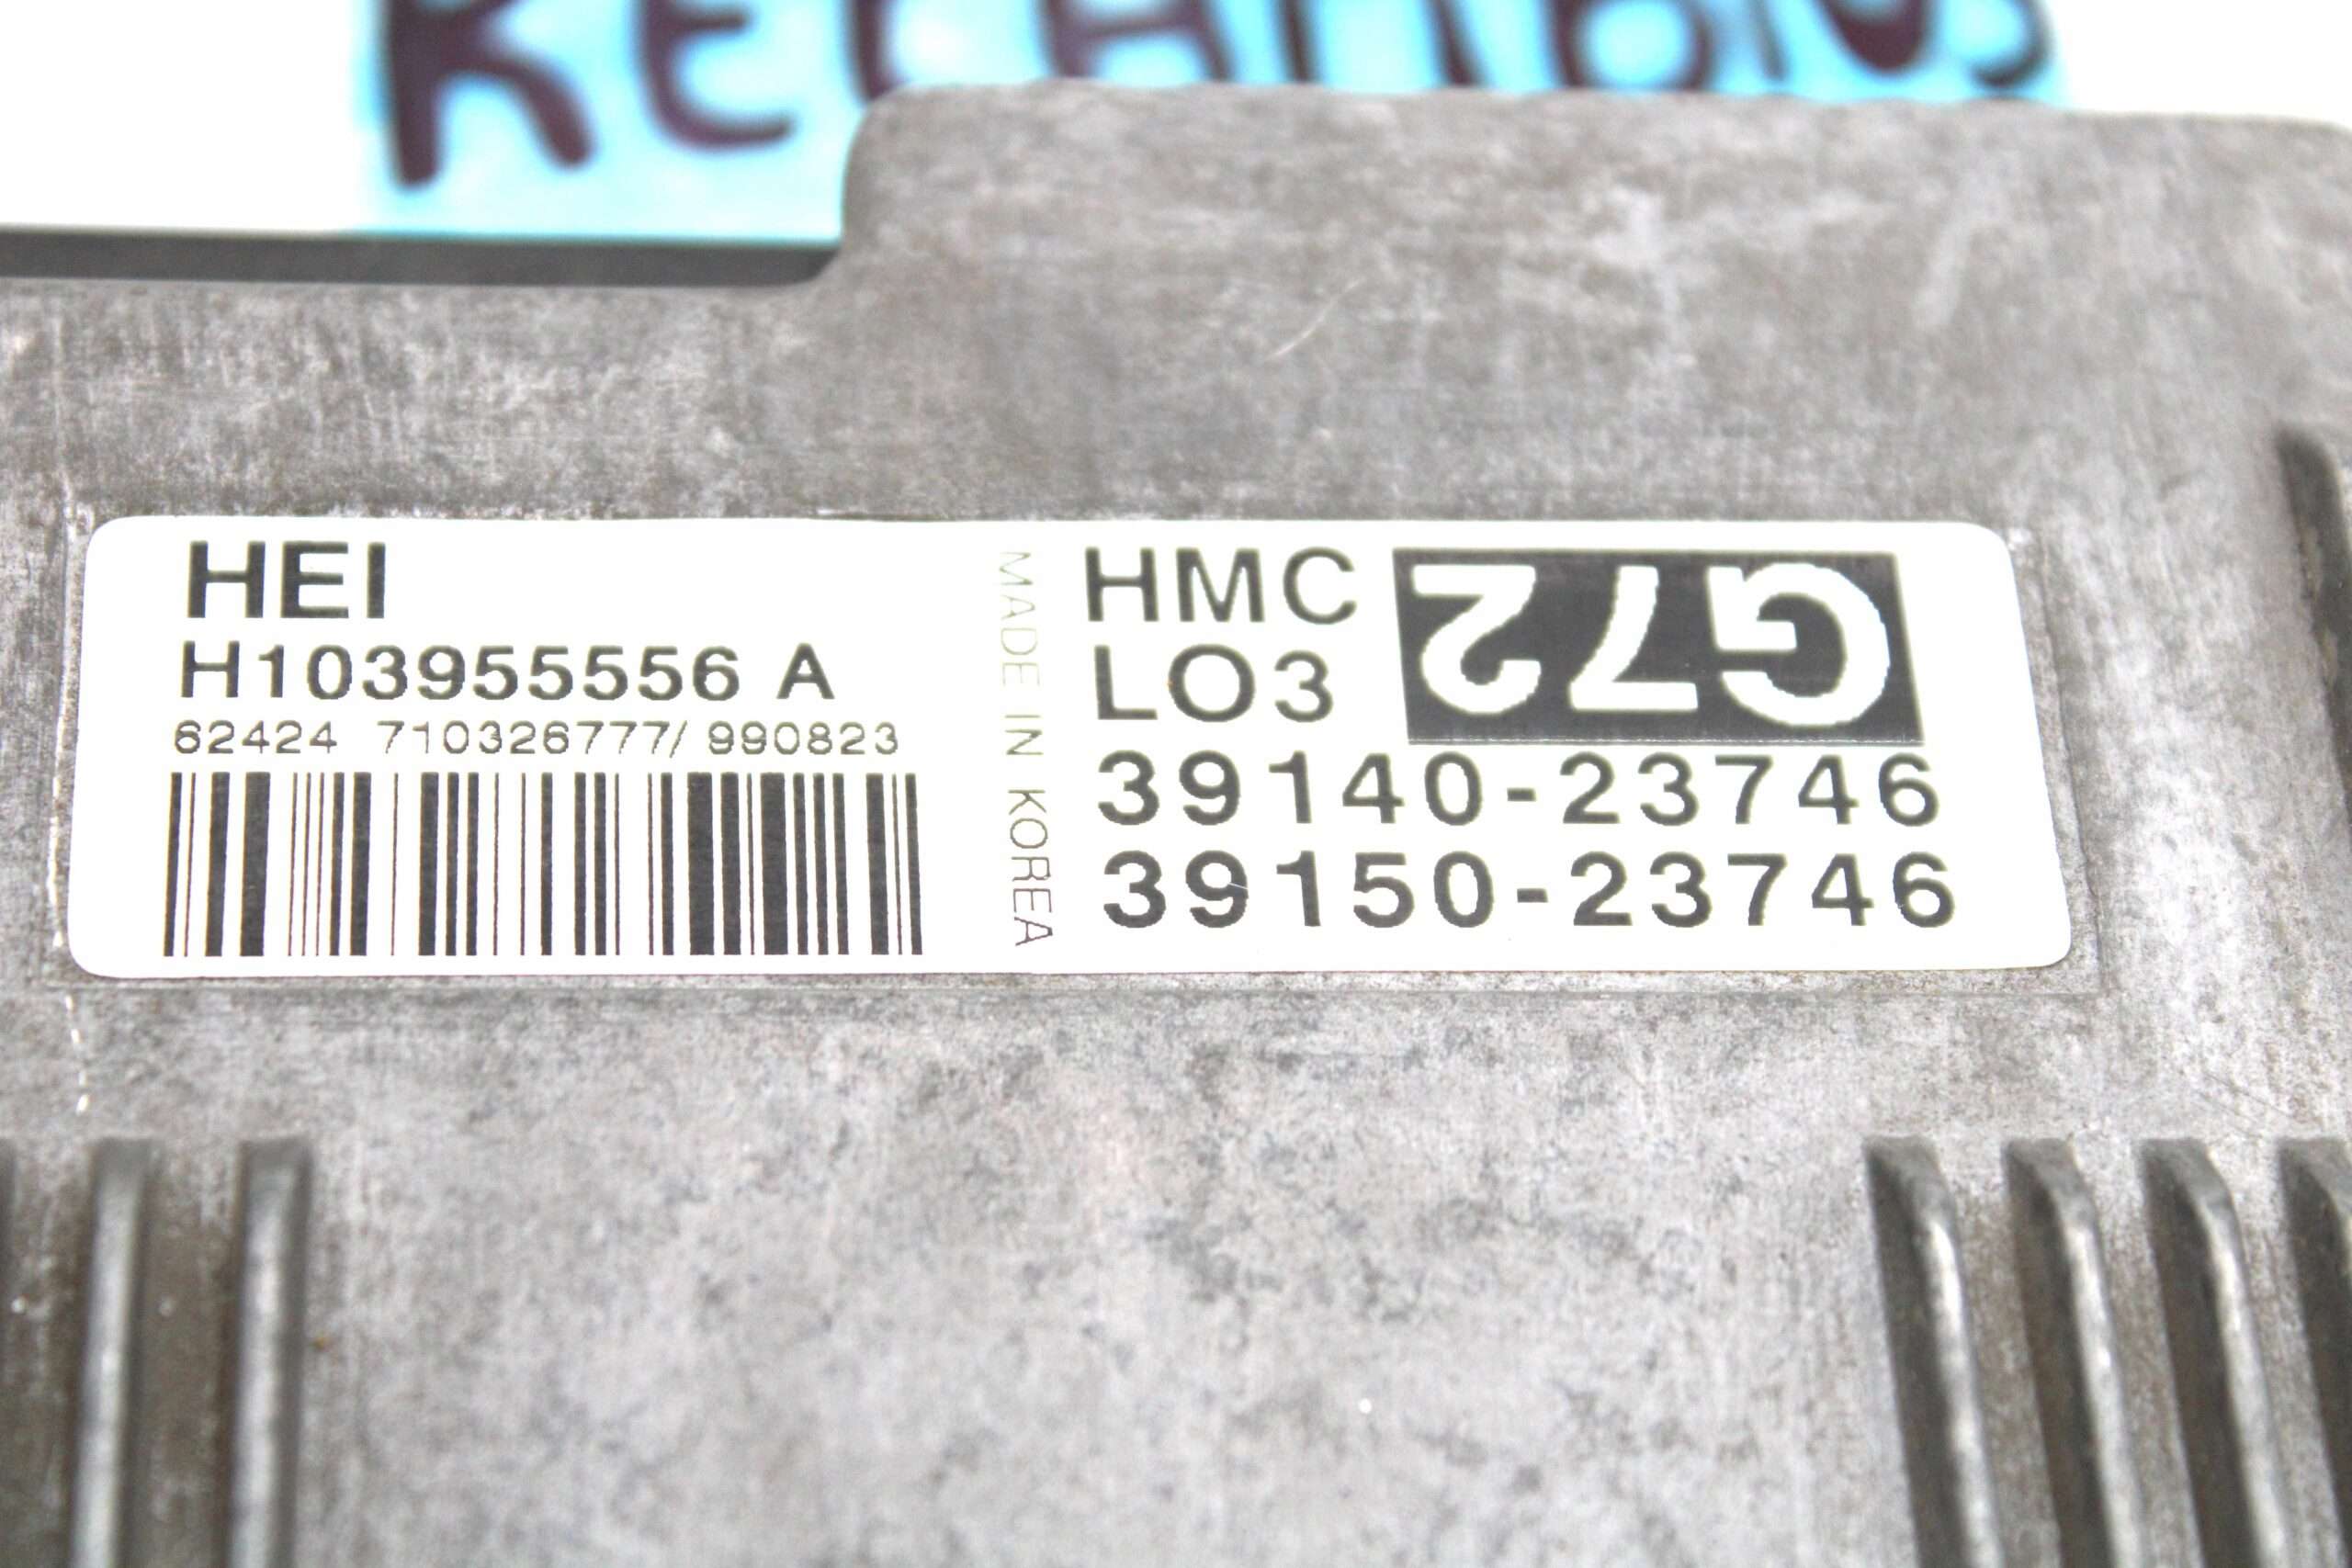 HEI
H103955556 A
62424 710326777/990823
MADE IN KOREA
HMC
LO3
G72
39140-23746
39150-23746